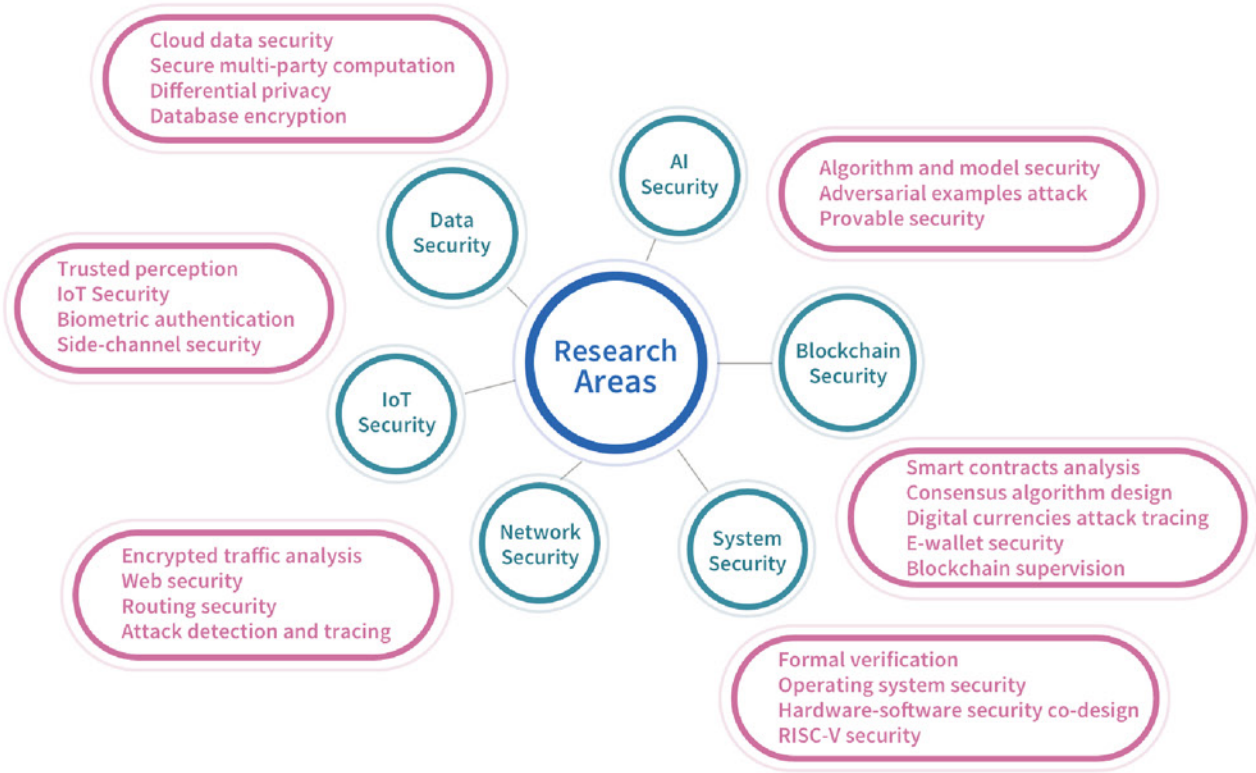 Cloud data security
Secure multi-party computation
Differential privacy
Database encryption
AI
Security
Algorithm and model security
Adversarial examples attack
Provable security
Data
Security
Trusted perception
IoT Security
Biometric authentication
Side-channel security
Research
Areas
Blockchain
Security
IoT
Security
Smart contracts analysis
Consensus algorithm design
Digital currencies attack tracing
E-wallet security
Blockchain supervision
Network
Security
System
Security
Encrypted traffic analysis
Web security
Routing security
Attack detection and tracing
Formal verification
Operating system security
Hardware-software security co-design
RISC-V security